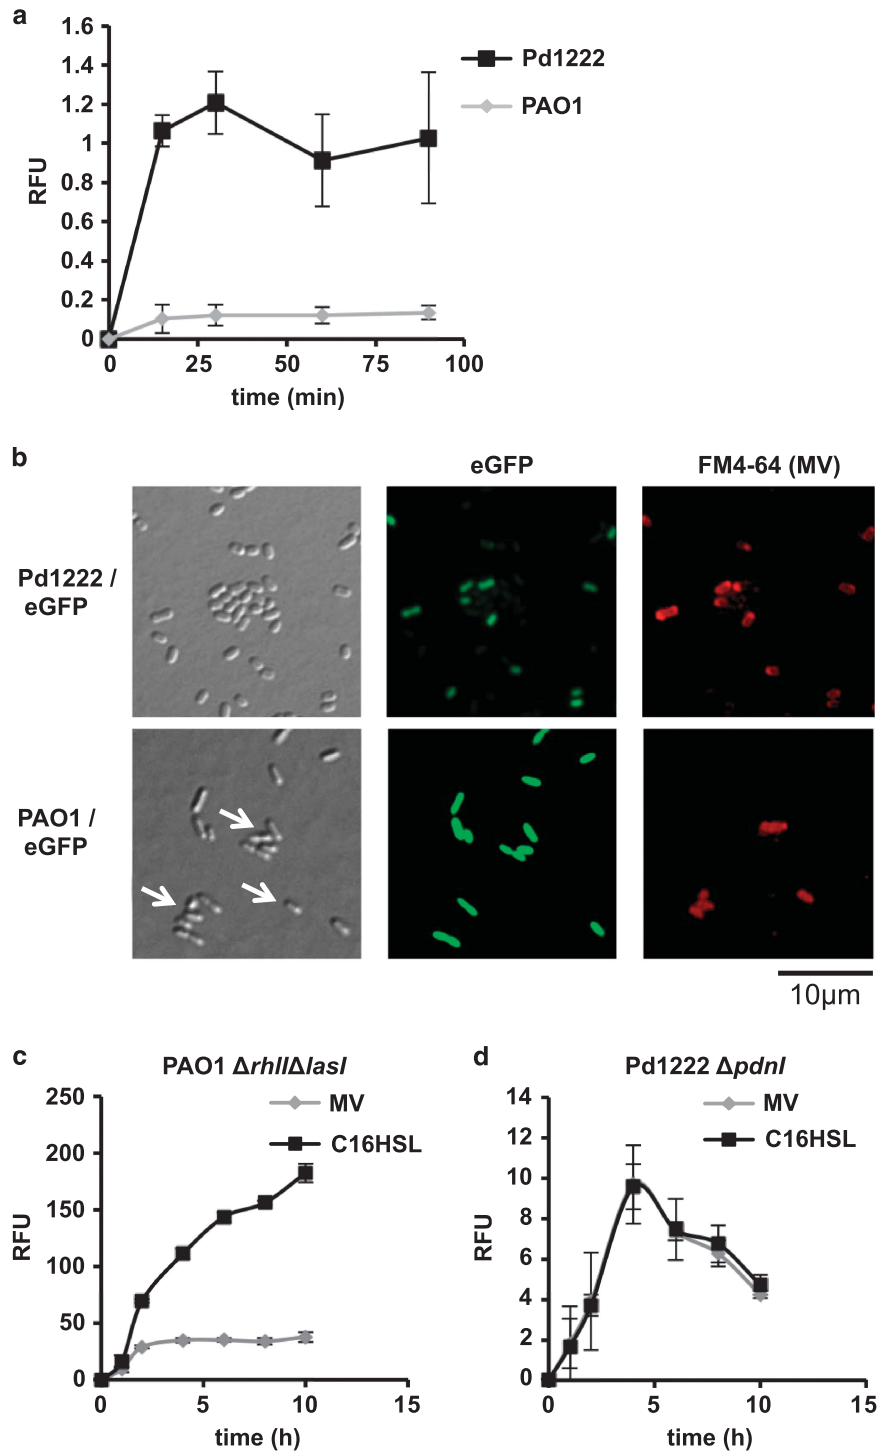 a
1.6
1.4
1.2
1
0.8
0.6
0.4
0.2
0
RFU
0 25 50 75 100
time (min)
Pd1222
PAO1
b
eGFP FM4-64 (MV)
Pd1222 /
eGFP
PAO1 /
eGFP
10μm
c
PAO1 ΔrhlIΔlasI
MV
C16HSL
250
200
150
100
50
0
RFU
0 5 10 15
time (h)
d
Pd1222 ΔpdnI
MV
C16HSL
14
12
10
8
6
4
2
0
RFU
0 5 10 15
time (h)